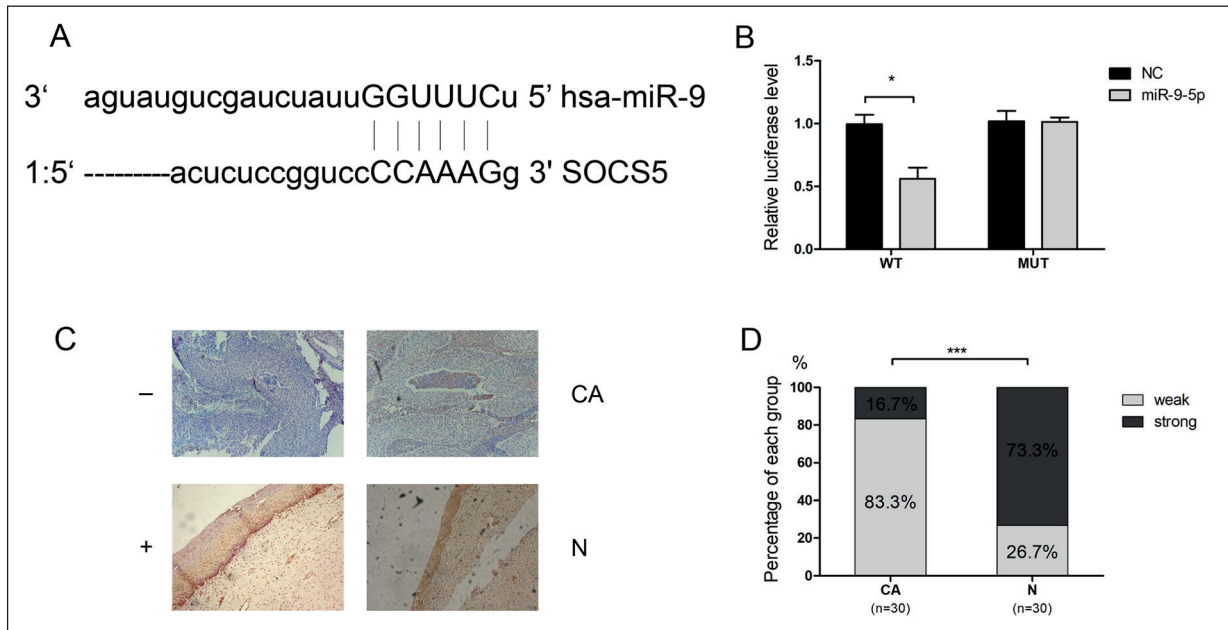 A
3‘ aguaugucgaucuauuGGUUUCu 5’ hsa-miR-9
1:5‘ ---------acucuccggucccCCAAAGg 3' SOCS5
B
NC
miR-9-5p
*
1.5
1.0
0.5
0.0
Relative luciferase level
WT MUT
C
– CA
+ N
D
***
%
weak
strong
100
80
60
40
20
0
Percentage of each group
16.7%
83.3%
73.3%
26.7%
CA N
(n=30) (n=30)